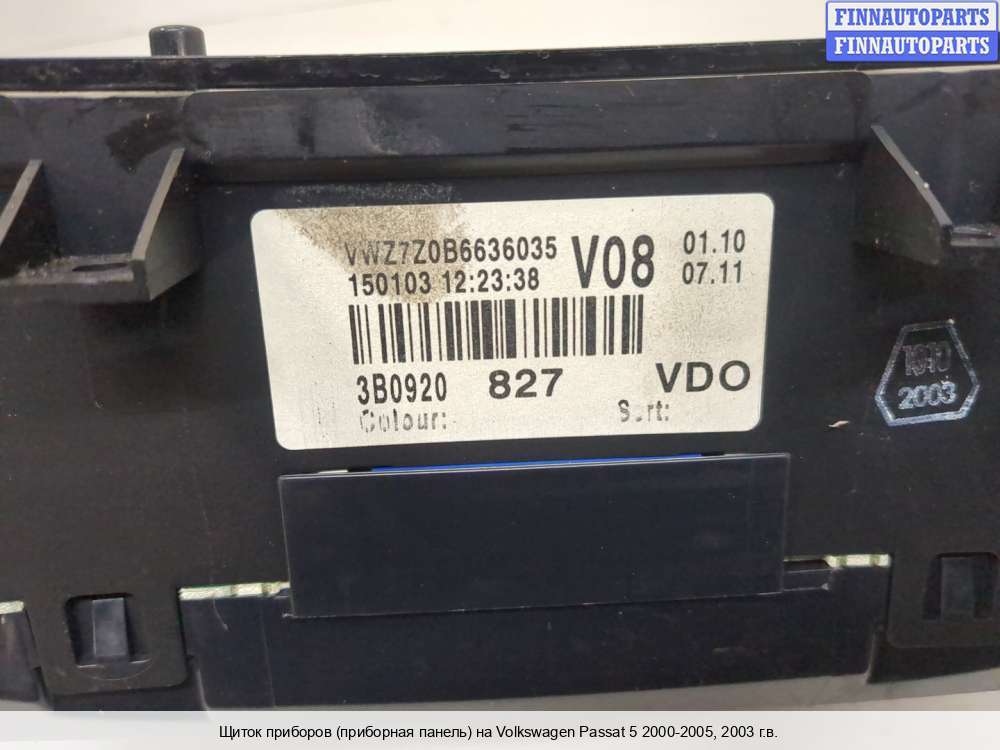 FINNAUTOPARTS
FINNAUTOPARTS
VWZ7Z0B6636035 V08 01.10
150103 12:23:38 07.11
3B0920 827 VDO
Colour:
2003
Щиток приборов (приборная панель) на Volkswagen Passat 5 2000-2005, 2003 г.в.